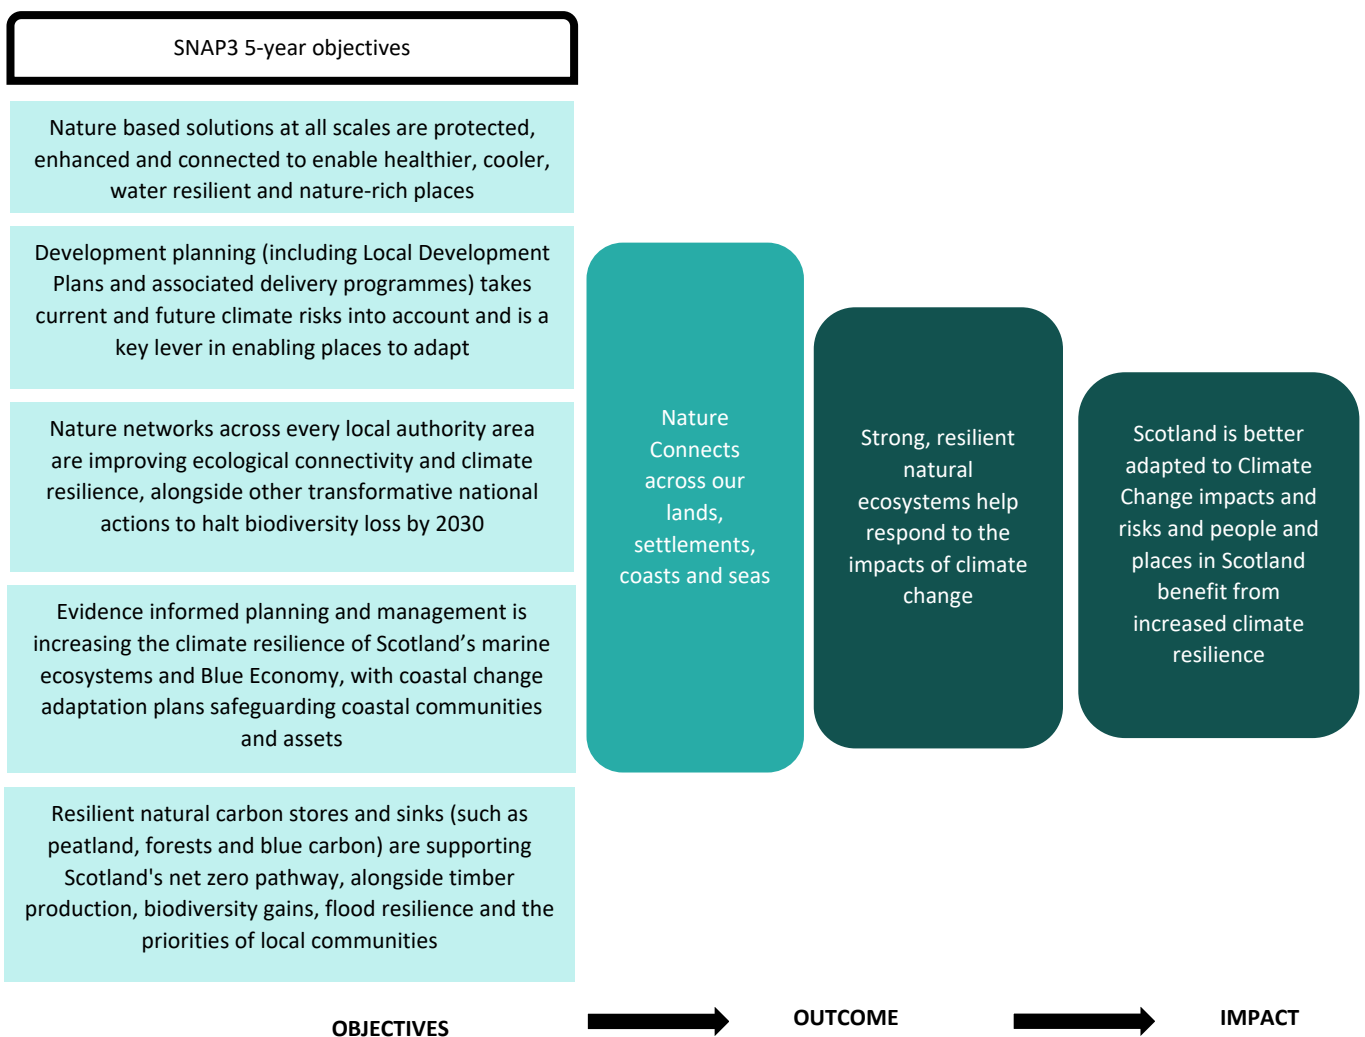 SNAP3 5-year objectives
Nature based solutions at all scales are protected,
enhanced and connected to enable healthier, cooler,
water resilient and nature-rich places
Development planning (including Local Development
Plans and associated delivery programmes) takes
current and future climate risks into account and is a
key lever in enabling places to adapt
Nature networks across every local authority area
are improving ecological connectivity and climate
resilience, alongside other transformative national
actions to halt biodiversity loss by 2030
Evidence informed planning and management is
increasing the climate resilience of Scotland’s marine
ecosystems and Blue Economy, with coastal change
adaptation plans safeguarding coastal communities
and assets
Resilient natural carbon stores and sinks (such as
peatland, forests and blue carbon) are supporting
Scotland's net zero pathway, alongside timber
production, biodiversity gains, flood resilience and the
priorities of local communities
Nature
Connects
across our
lands,
settlements,
coasts and seas
Strong, resilient
natural
ecosystems help
respond to the
impacts of climate
change
Scotland is better
adapted to Climate
Change impacts and
risks and people and
places in Scotland
benefit from
increased climate
resilience
OBJECTIVES
OUTCOME
IMPACT